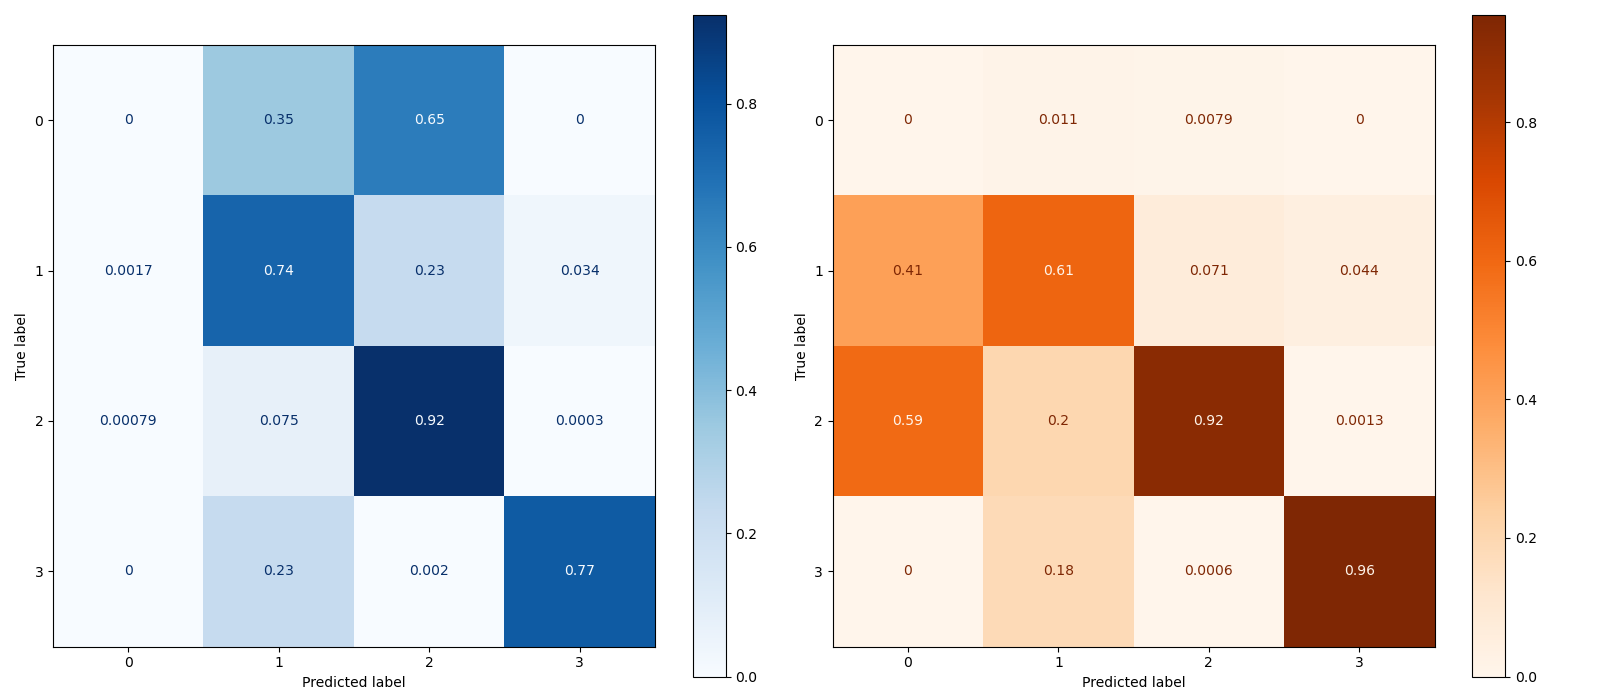 0 0 0.35 0.65 0
1 0.0017 0.74 0.23 0.034
2 0.00079 0.075 0.92 0.0003
3 0 0.23 0.002 0.77
0 1 2 3
Predicted label
True label
0.8
0.6
0.4
0.2
0.0
0 0 0.011 0.0079 0
1 0.41 0.61 0.071 0.044
2 0.59 0.2 0.92 0.0013
3 0 0.18 0.0006 0.96
0 1 2 3
Predicted label
True label
0.8
0.6
0.4
0.2
0.0